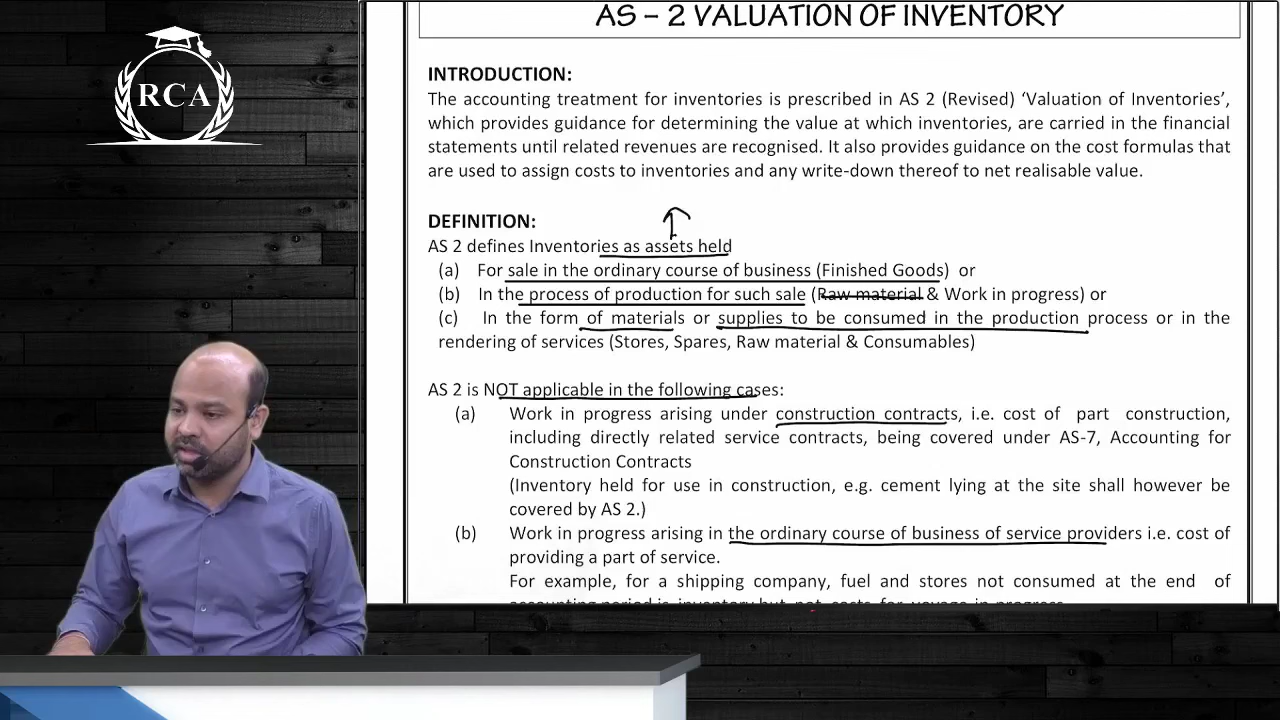 RCA
AS – 2 VALUATION OF INVENTORY
INTRODUCTION:
The accounting treatment for inventories is prescribed in AS 2 (Revised) ‘Valuation of Inventories’,
which provides guidance for determining the value at which inventories, are carried in the financial
statements until related revenues are recognised. It also provides guidance on the cost formulas that
are used to assign costs to inventories and any write-down thereof to net realisable value.
DEFINITION:
AS 2 defines Inventories as assets held
(a) For sale in the ordinary course of business (Finished Goods) or
(b) In the process of production for such sale (Raw material & Work in progress) or
(c) In the form of materials or supplies to be consumed in the production process or in the
rendering of services (Stores, Spares, Raw material & Consumables)
AS 2 is NOT applicable in the following cases:
(a) Work in progress arising under construction contracts, i.e. cost of part construction,
including directly related service contracts, being covered under AS-7, Accounting for
Construction Contracts
(Inventory held for use in construction, e.g. cement lying at the site shall however be
covered by AS 2.)
(b) Work in progress arising in the ordinary course of business of service providers i.e. cost of
providing a part of service.
For example, for a shipping company, fuel and stores not consumed at the end of
accounting period is inventory but not costs for voyage in progress.